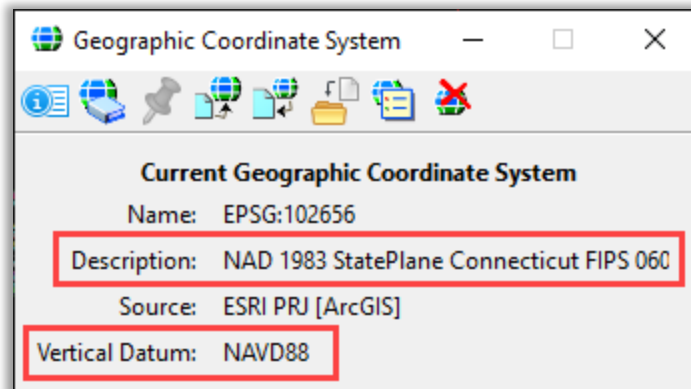 Geographic Coordinate System
Current Geographic Coordinate System
Name: EPSG:102656
Description: NAD 1983 StatePlane Connecticut FIPS 060
Source: ESRI PRJ [ArcGIS]
Vertical Datum: NAVD88